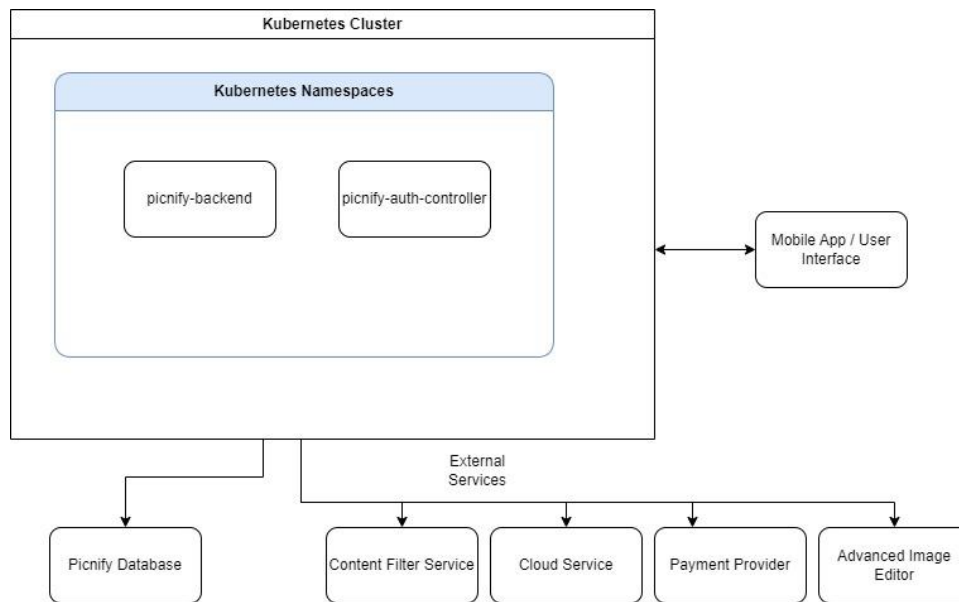 Kubernetes Cluster
Kubernetes Namespaces
picnify-backend
picnify-auth-controller
Mobile App / User
Interface
External
Services
Picnify Database
Content Filter Service
Cloud Service
Payment Provider
Advanced Image
Editor